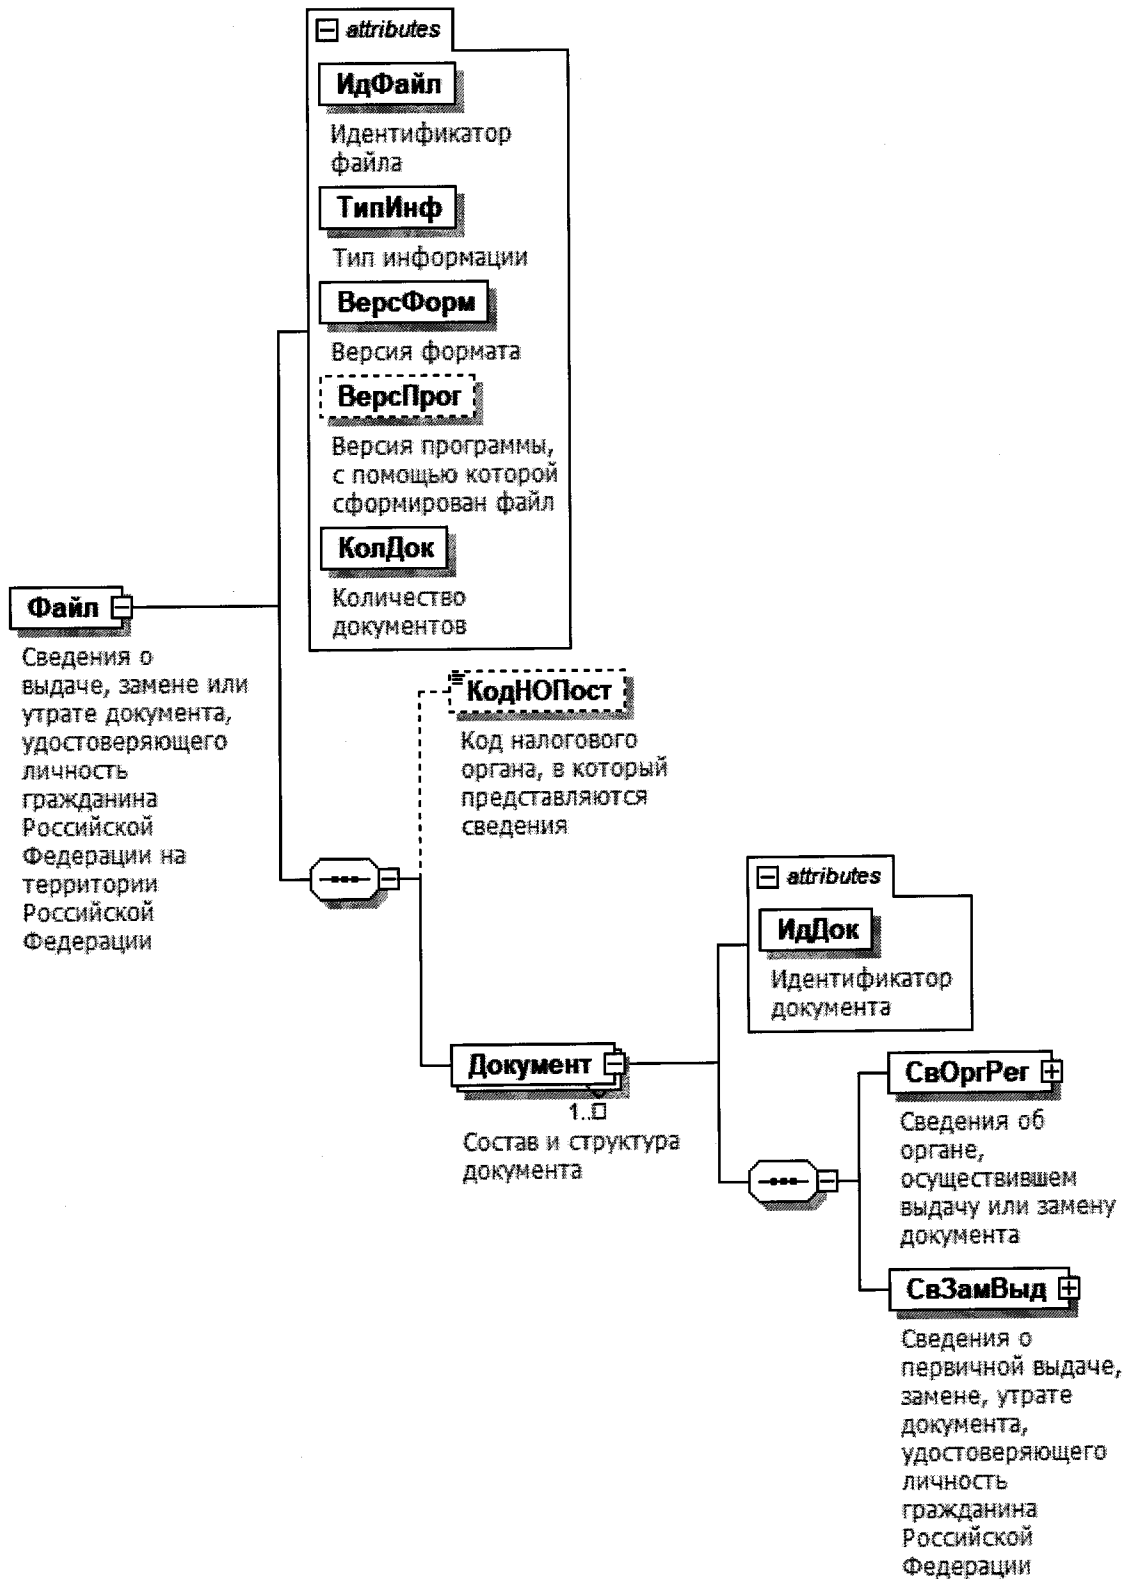 attributes
ИдФайл
Идентификатор
файла
ТипИнф
Тип информации
ВерсФорм
Версия формата
ВерсПрог
Версия программы,
с помощью которой
сформирован файл
КолДок
Количество
документов
Файл
Сведения о
выдаче, замене или
утрате документа,
удостоверяющего
личность
гражданина
Российской
Федерации на
территории
Российской
Федерации
КодНОПост
Код налогового
органа, в который
представляются
сведения
attributes
ИдДок
Идентификатор
документа
Документ
1..□
Состав и структура
документа
СвОргРег
Сведения об
органе,
осуществившем
выдачу или замену
документа
СвЗамВыд
Сведения о
первичной выдаче,
замене, утрате
документа,
удостоверяющего
личность
гражданина
Российской
Федерации